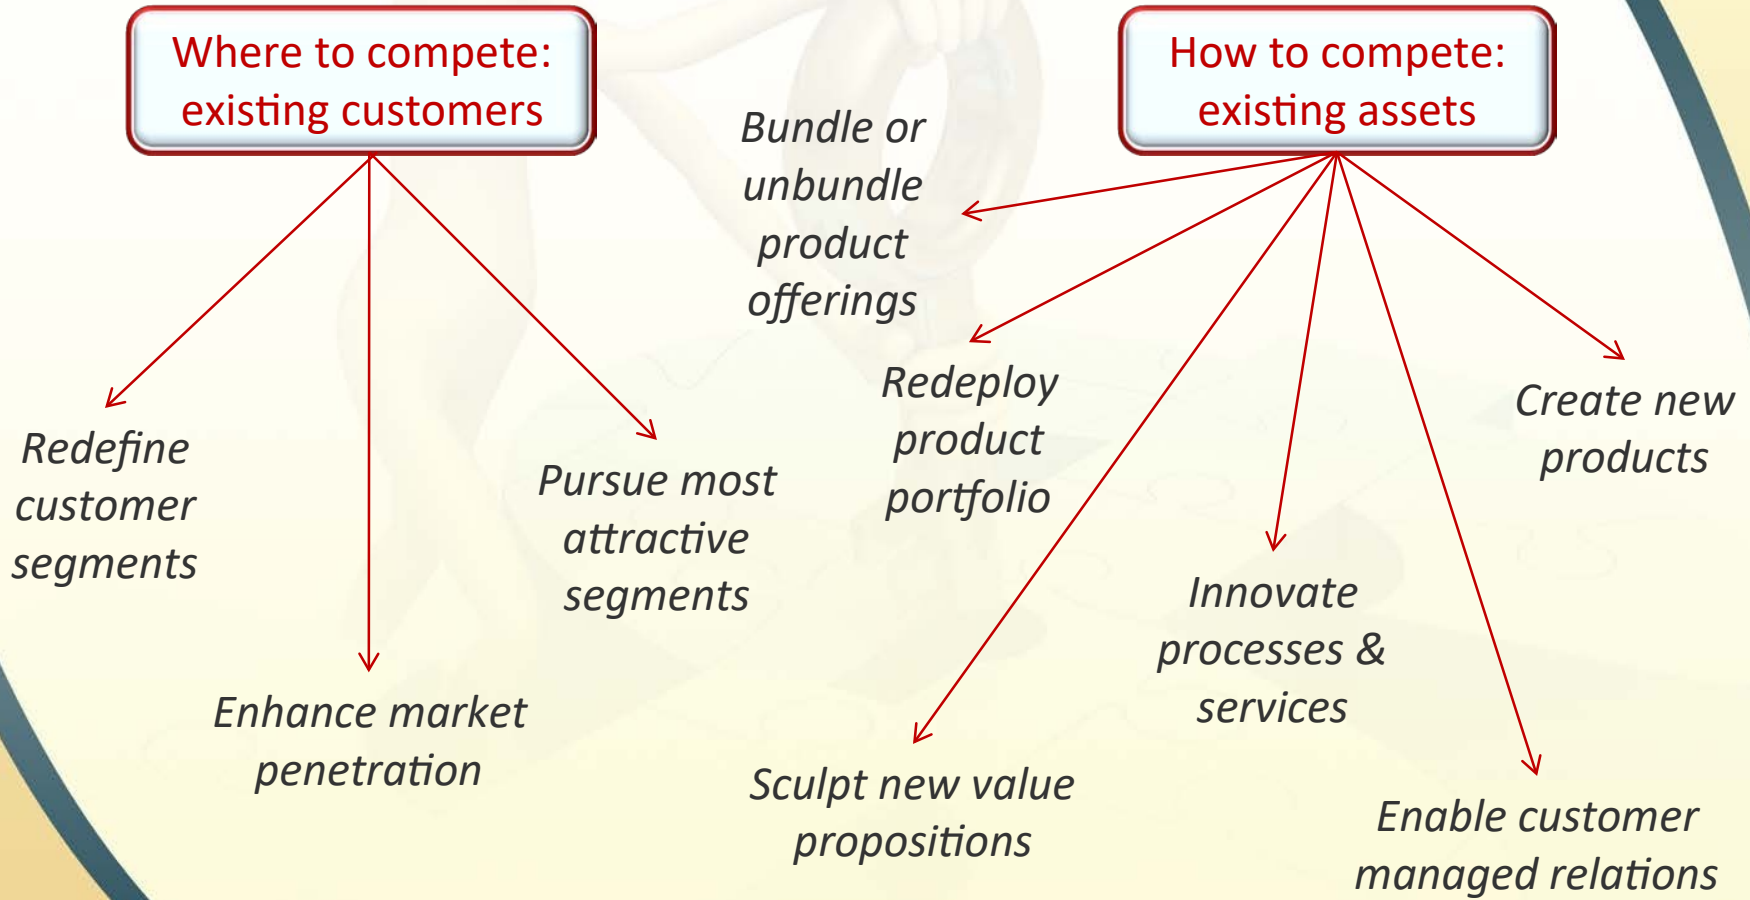 Where to compete:
existing customers
How to compete:
existing assets
Bundle or
unbundle
product
offerings
Redeploy
product
portfolio
Create new
products
Redefine
customer
segments
Pursue most
attractive
segments
Innovate
processes &
services
Enhance market
penetration
Sculpt new value
propositions
Enable customer
managed relations